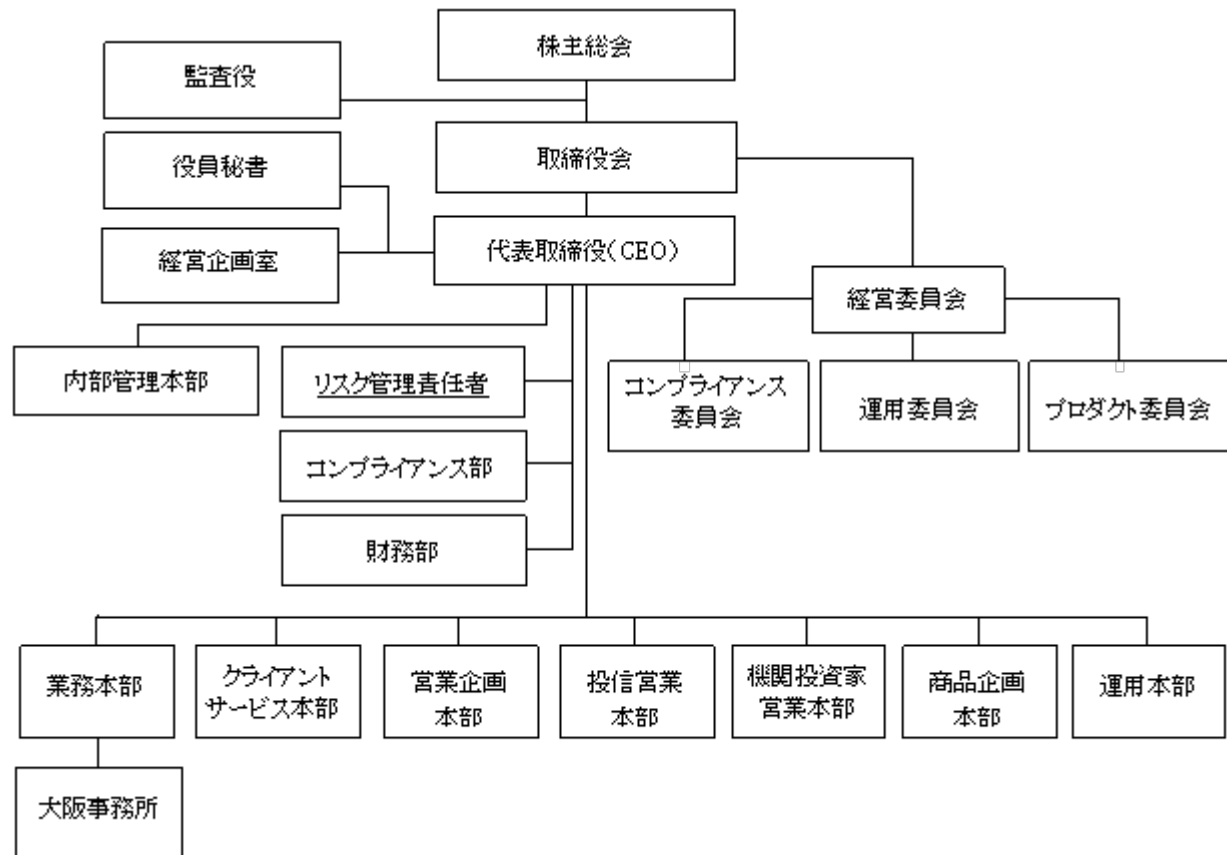 株主総会
監査役
取締役会
役員秘書
代表取締役(CEO)
経営企画室
経営委員会
内部管理本部
リスク管理責任者
コンプライアンス
委員会
運用委員会
プロダクト委員会
コンプライアンス部
財務部
業務本部
クライアント
サービス本部
営業企画
本部
投信営業
本部
機関投資家
営業本部
商品企画
本部
運用本部
大阪事務所